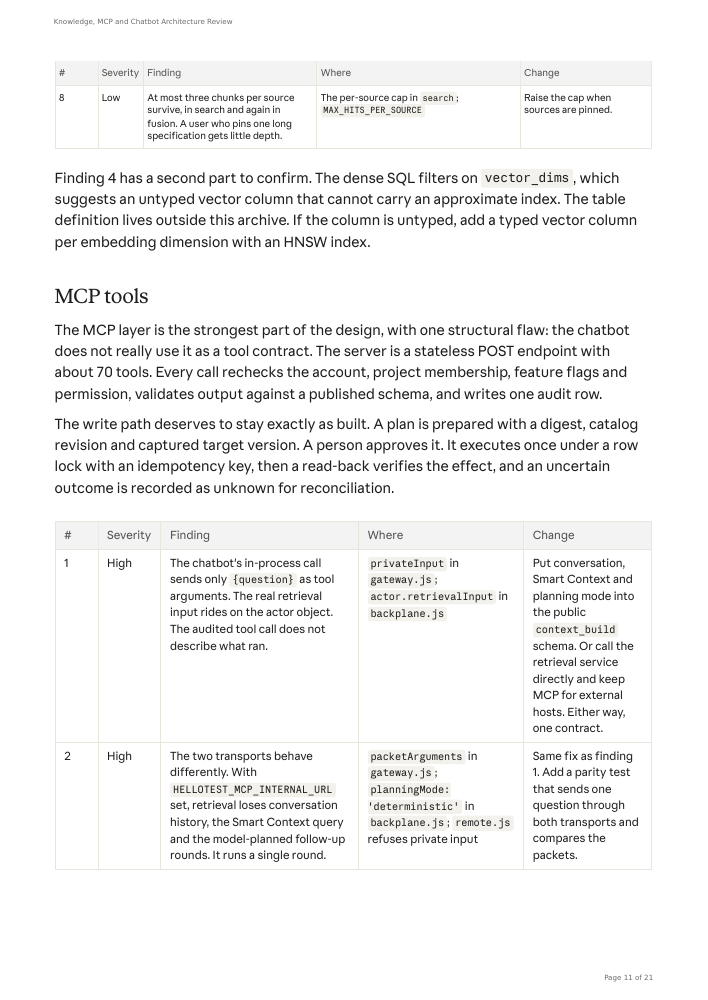 Knowledge, MCP and Chatbot Architecture Review
# Severity Finding Where Change
8 Low At most three chunks per source The per-source cap in search; Raise the cap when
survive, in search and again in MAX_HITS_PER_SOURCE sources are pinned.
fusion. A user who pins one long
specification gets little depth.
Finding 4 has a second part to confirm. The dense SQL filters on vector_dims, which
suggests an untyped vector column that cannot carry an approximate index. The table
definition lives outside this archive. If the column is untyped, add a typed vector column
per embedding dimension with an HNSW index.
MCP tools
The MCP layer is the strongest part of the design, with one structural flaw: the chatbot
does not really use it as a tool contract. The server is a stateless POST endpoint with
about 70 tools. Every call rechecks the account, project membership, feature flags and
permission, validates output against a published schema, and writes one audit row.
The write path deserves to stay exactly as built. A plan is prepared with a digest, catalog
revision and captured target version. A person approves it. It executes once under a row
lock with an idempotency key, then a read-back verifies the effect, and an uncertain
outcome is recorded as unknown for reconciliation.
# Severity Finding Where Change
1 High The chatbot's in-process call privateInput in Put conversation,
sends only {question} as tool gateway.js; Smart Context and
arguments. The real retrieval actor.retrievalInput in planning mode into
input rides on the actor object. backplane.js the public
The audited tool call does not context_build
describe what ran. schema. Or call the
retrieval service
directly and keep
MCP for external
hosts. Either way,
one contract.
2 High The two transports behave packetArguments in Same fix as finding
differently. With gateway.js; 1. Add a parity test
HELLOTEST_MCP_INTERNAL_URL planningMode: that sends one
set, retrieval loses conversation 'deterministic' in question through
history, the Smart Context query backplane.js; remote.js both transports and
and the model-planned follow-up refuses private input compares the
rounds. It runs a single round. packets.
Page 11 of 21